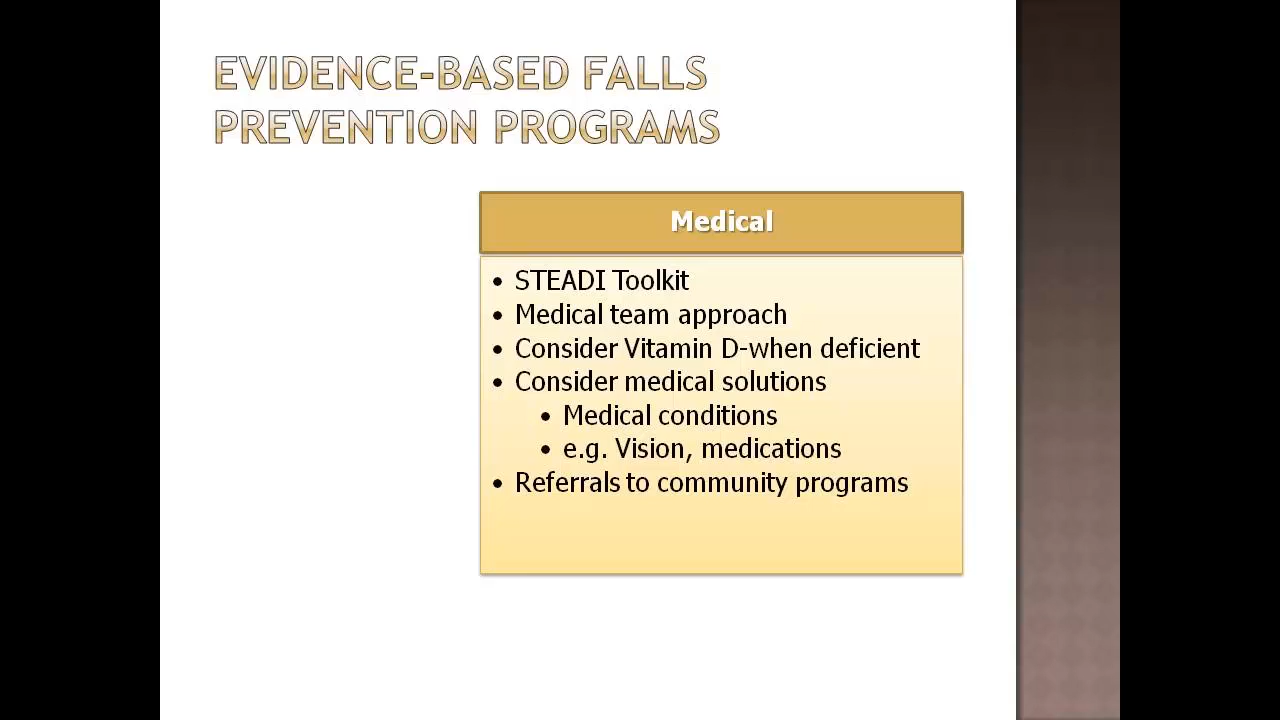 EVIDENCE-BASED FALLS
PREVENTION PROGRAMS
Medical
• STEADI Toolkit
• Medical team approach
• Consider Vitamin D-when deficient
• Consider medical solutions
• Medical conditions
• e.g. Vision, medications
• Referrals to community programs